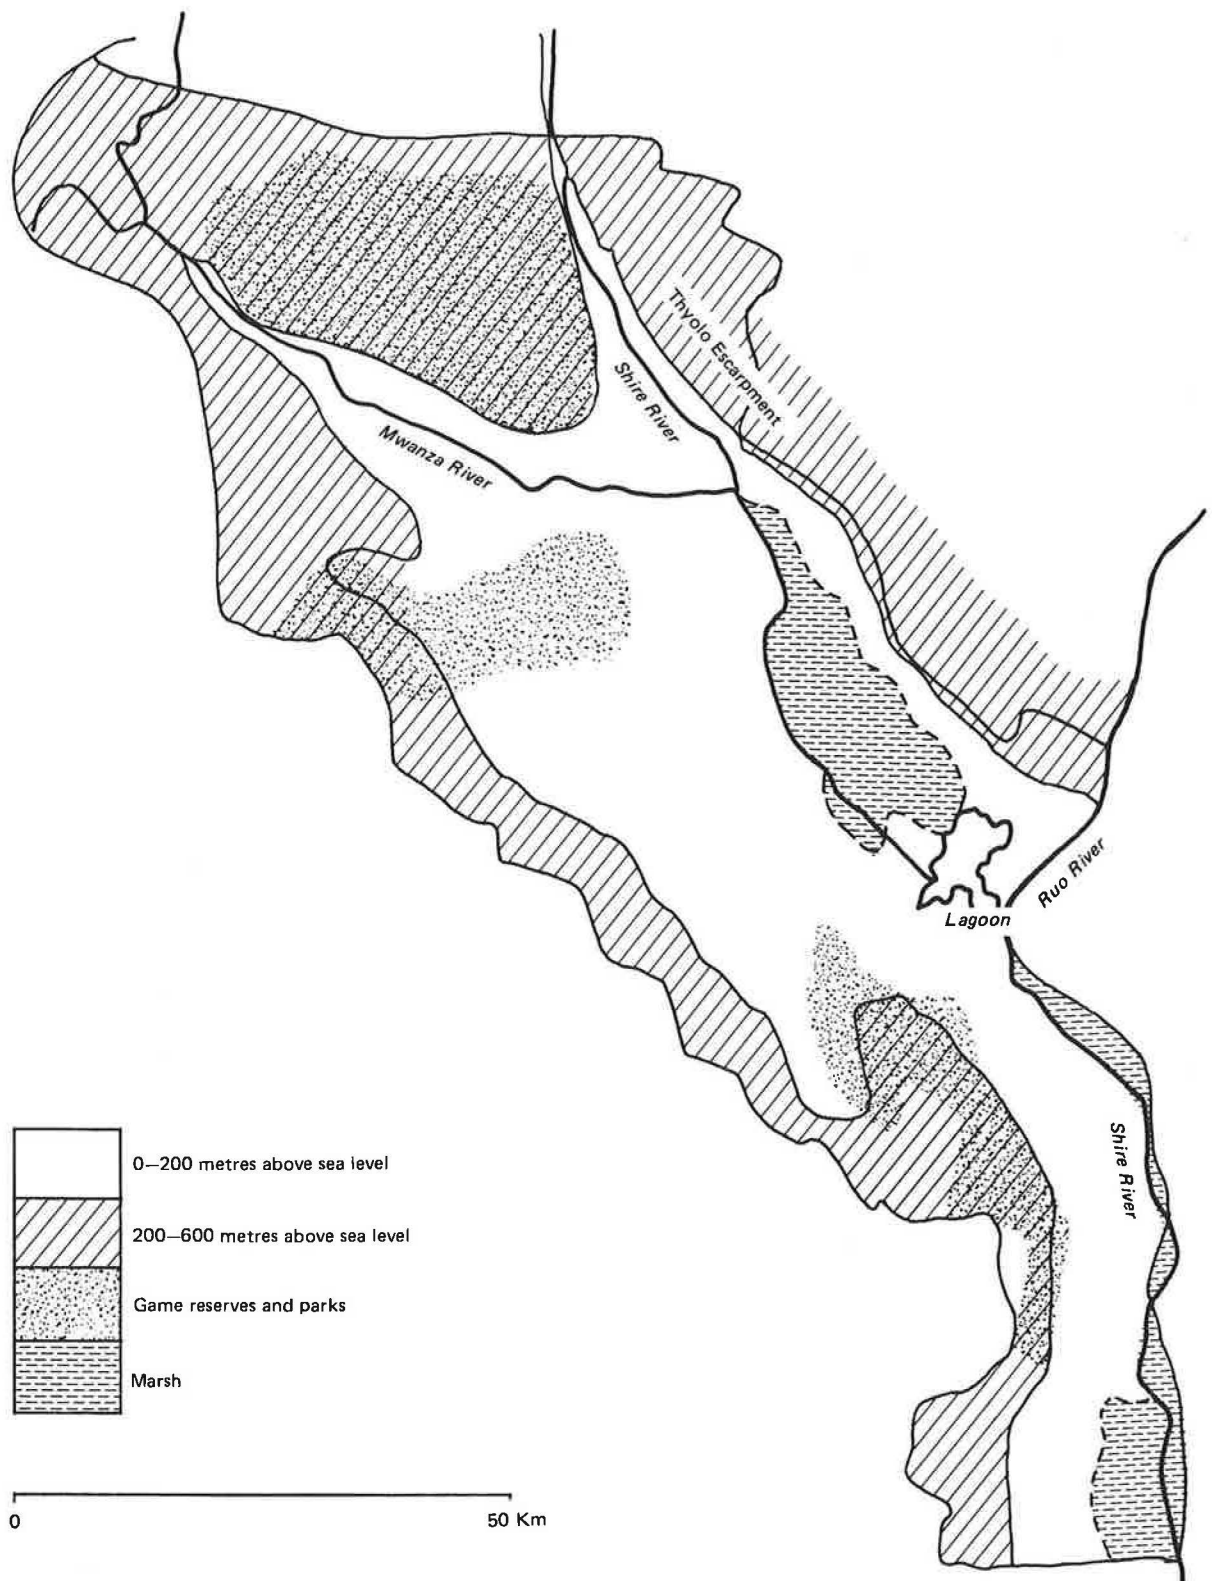 Thyolo Escarpment
Shire River
Mwanza River
Ruo River
Lagoon
Shire River
0–200 metres above sea level
200–600 metres above sea level
Game reserves and parks
Marsh
0
50 Km